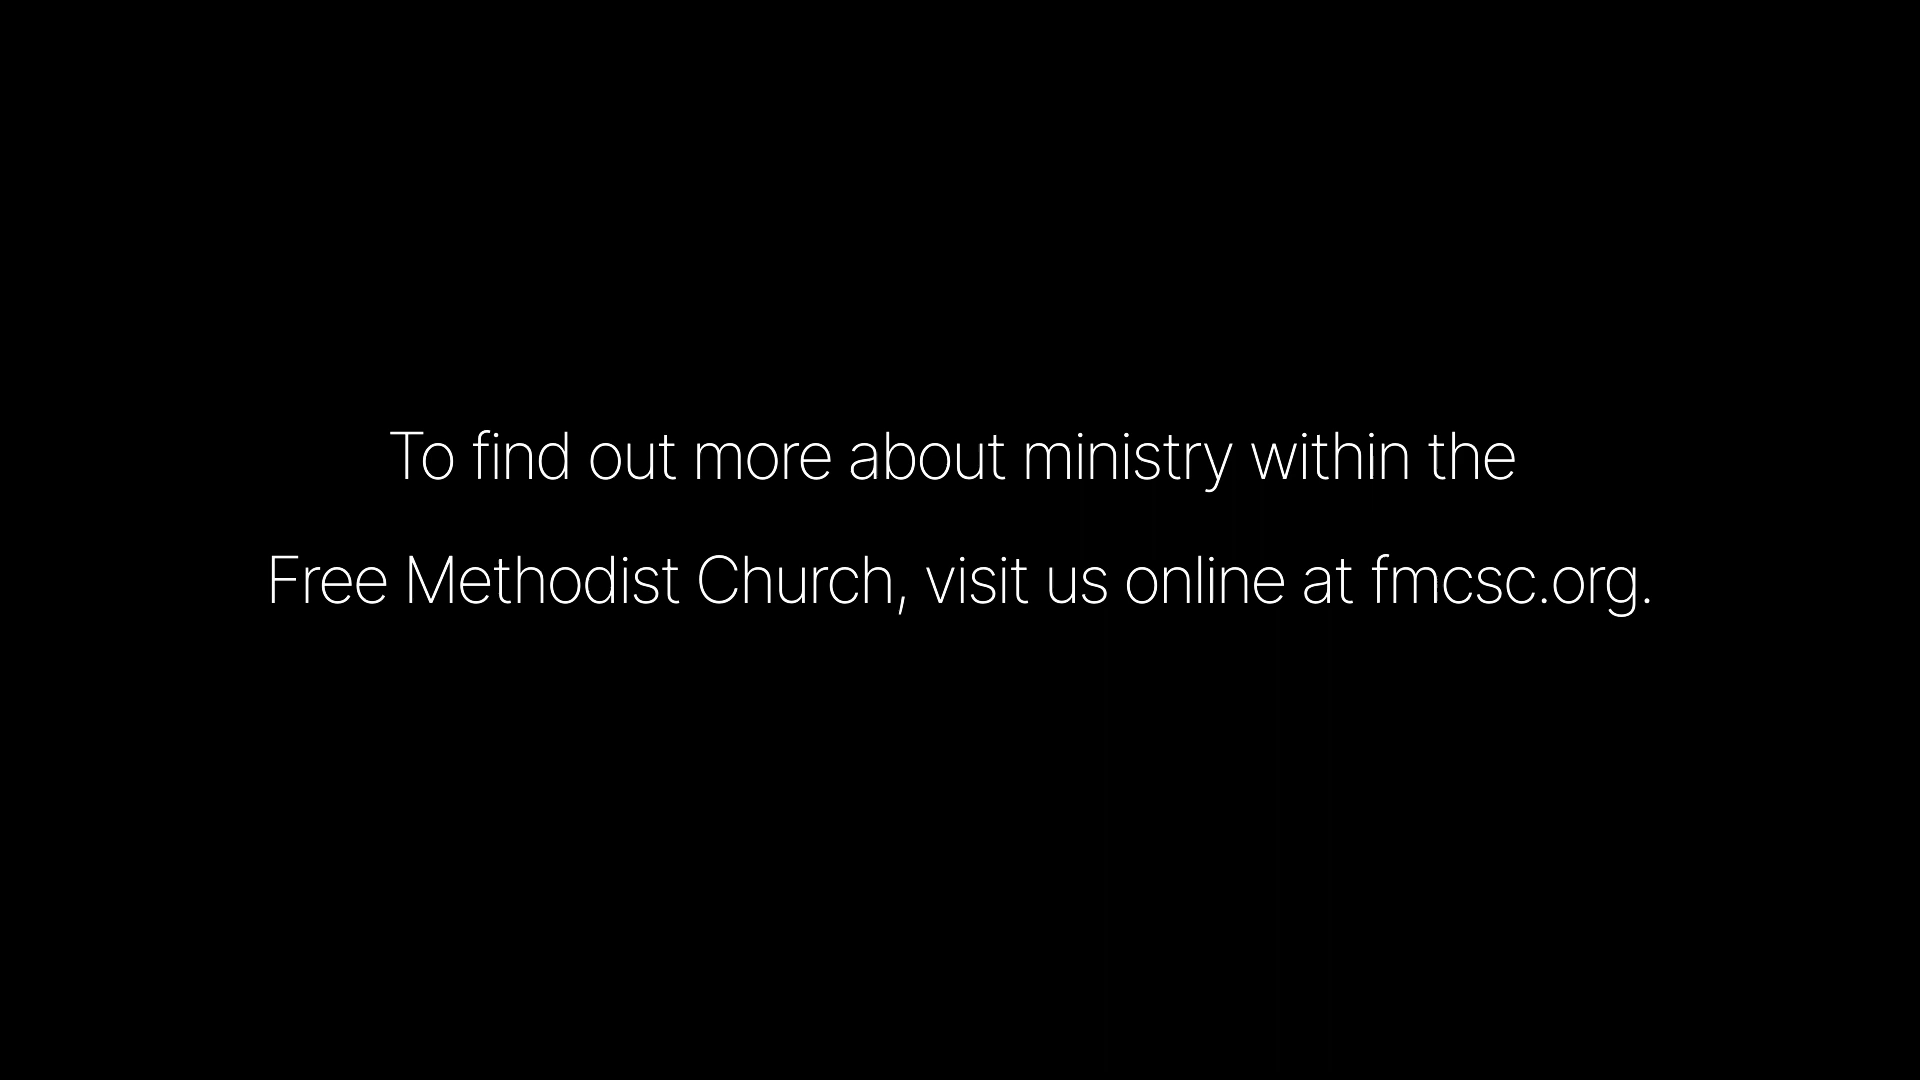 To find out more about ministry within the
Free Methodist Church, visit us online at fmcsc.org.